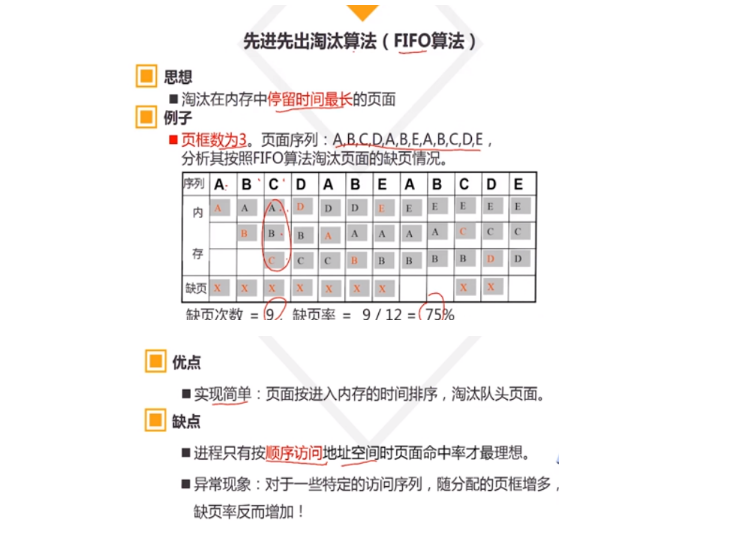 先进先出淘汰算法（FIFO算法）
思想
淘汰在内存中停留时间最长的页面
例子
页框数为3。页面序列：A,B,C,D,A,B,E,A,B,C,D,E，
分析其按照FIFO算法淘汰页面的缺页情况。
序列 A B C D A B E A B C D E
内 A A A D D D E E E E E E
B B B A A A A A C C C
存 C C C B B B B B D D
缺页 X X X X X X X X X
缺页次数 = 9， 缺页率 = 9 / 12 = 75%
优点
实现简单：页面按进入内存的时间排序，淘汰队头页面。
缺点
进程只有按顺序访问地址空间时页面命中率才最理想。
异常现象：对于一些特定的访问序列，随分配的页框增多，
缺页率反而增加！